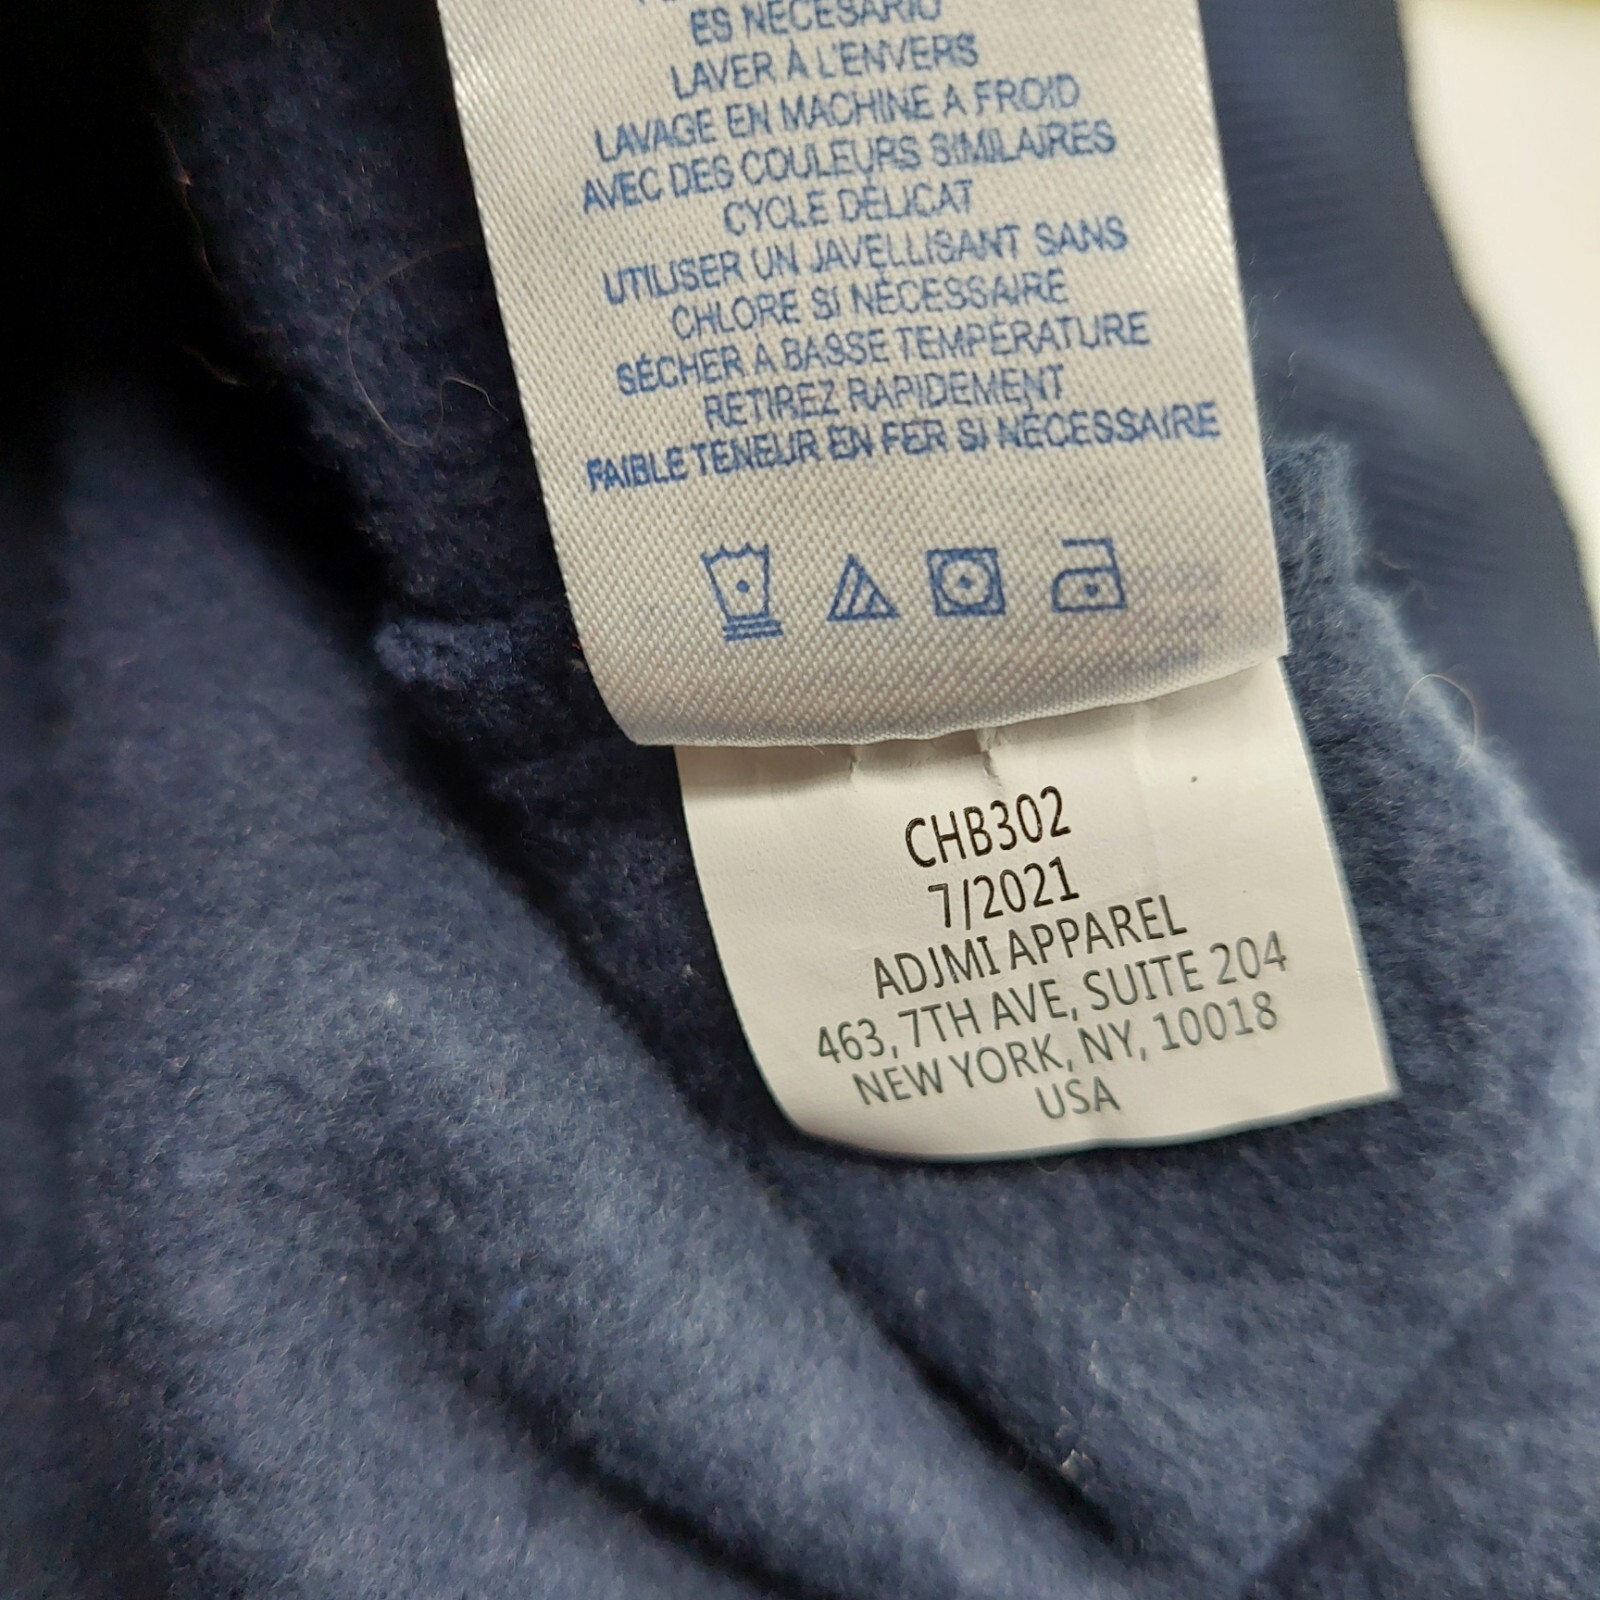 ES NECESARIO
LAVER À L'ENVERS
LAVAGE EN MACHINE A FROID
AVEC DES COULEURS SIMILAIRES
CYCLE DÉLICAT
UTILISER UN JAVELLISANT SANS
CHLORE SI NÉCESSAIRE
SÉCHER A BASSE TEMPÉRATURE
RETIREZ RAPIDEMENT
FAIBLE TENEUR EN FER SI NÉCESSAIRE
CHB302
7/2021
ADJMI APPAREL
463, 7TH AVE, SUITE 204
NEW YORK, NY, 10018
USA